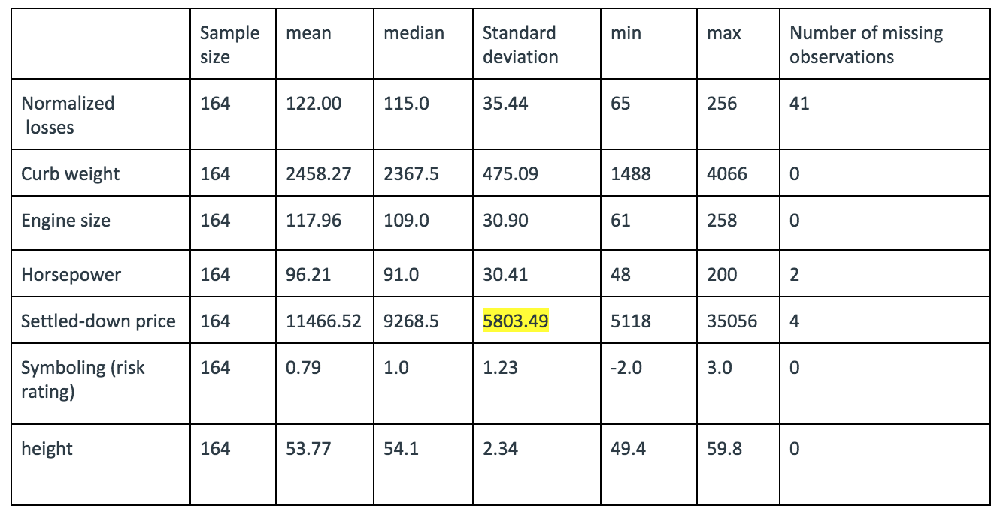 Sample size mean median Standard deviation min max Number of missing observations
Normalized losses 164 122.00 115.0 35.44 65 256 41
Curb weight 164 2458.27 2367.5 475.09 1488 4066 0
Engine size 164 117.96 109.0 30.90 61 258 0
Horsepower 164 96.21 91.0 30.41 48 200 2
Settled-down price 164 11466.52 9268.5 5803.49 5118 35056 4
Symboling (risk rating) 164 0.79 1.0 1.23 -2.0 3.0 0
height 164 53.77 54.1 2.34 49.4 59.8 0